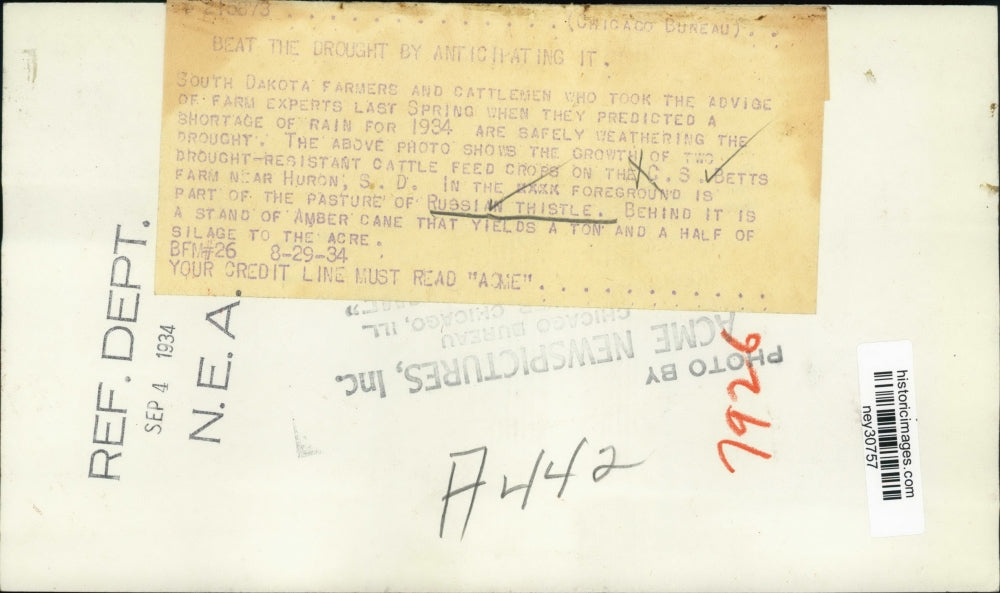 (CHICAGO BUREAU)..
BEAT THE DROUGHT BY ANTICIPATING IT.
SOUTH DAKOTA FARMERS AND CATTLEMEN WHO TOOK THE ADVICE
OF FARM EXPERTS LAST SPRING WHEN THEY PREDICTED A
SHORTAGE OF RAIN FOR 1934 ARE SAFELY WEATHERING THE
DROUGHT. THE ABOVE PHOTO SHOWS THE GROWTH OF TWO
DROUGHT-RESISTANT CATTLE FEED CROPS ON THE C. S. BETTS
FARM NEAR HURON, S. D. IN THE XXXX FOREGROUND IS
PART OF THE PASTURE OF RUSSIAN THISTLE. BEHIND IT IS
A STAND OF AMBER CANE THAT YIELDS A TON AND A HALF OF
SILAGE TO THE ACRE.
BFM#26 8-29-34
YOUR CREDIT LINE MUST READ "ACME"............
REF. DEPT.
SEP 4 1934
N. E. A.
PHOTO BY
ACME NEWSPICTURES, Inc.
CHICAGO BUREAU
CHICAGO, ILL
A442
7626
historicimages.com
ney30757